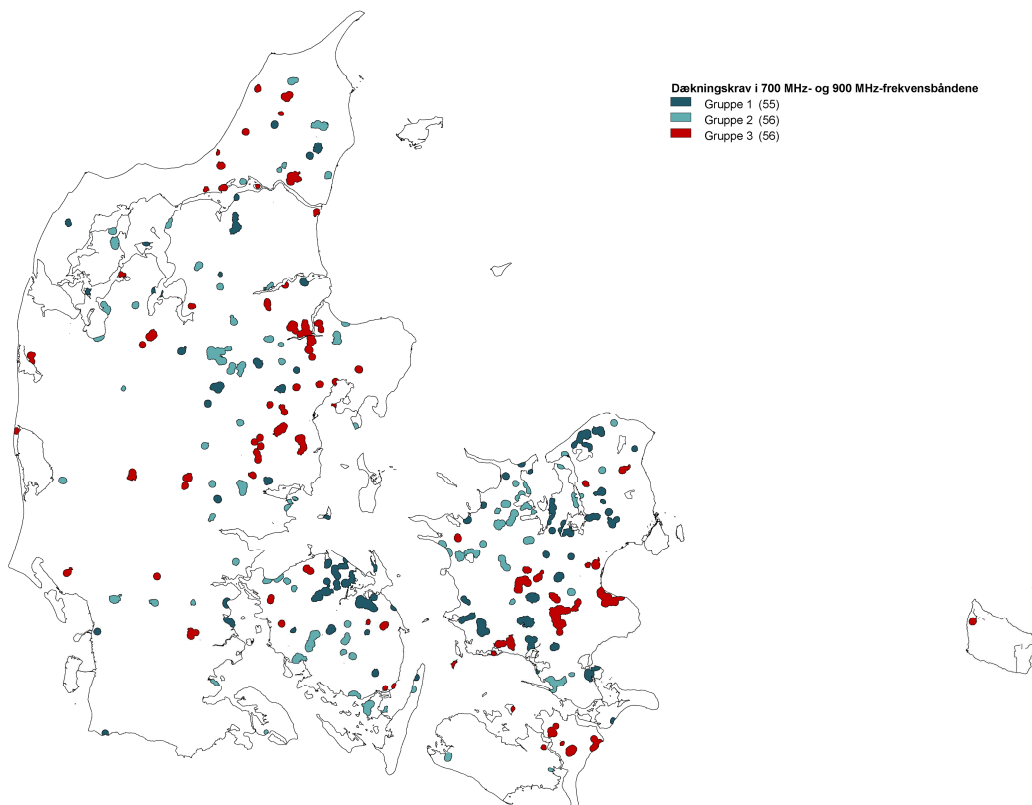 Dækningskrav i 700 MHz- og 900 MHz-frekvensbåndene
Gruppe 1 (55)
Gruppe 2 (56)
Gruppe 3 (56)